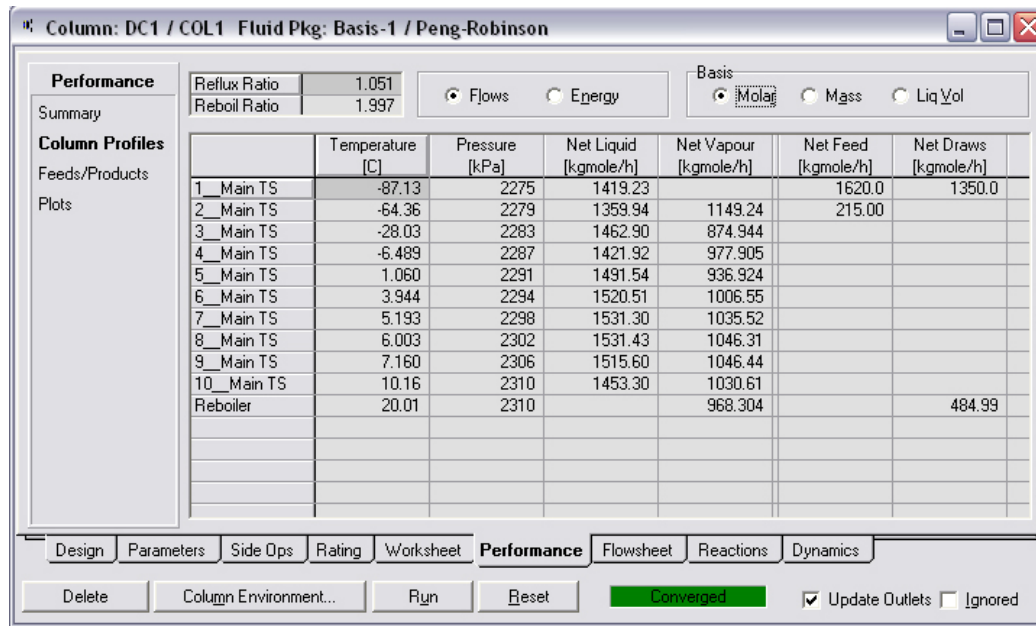 Column: DC1 / COL1 Fluid Pkg: Basis-1 / Peng-Robinson
Performance
Summary
Column Profiles
Feeds/Products
Plots
Reflux Ratio 1.051
Reboil Ratio 1.997
Flows Energy
Basis
Molar Mass Liq Vol
Temperature Pressure Net Liquid Net Vapour Net Feed Net Draws
[C] [kPa] [kgmole/h] [kgmole/h] [kgmole/h] [kgmole/h]
1__Main TS -87.13 2275 1419.23 1620.0 1350.0
2__Main TS -64.36 2279 1359.94 1149.24 215.00
3__Main TS -28.03 2283 1462.90 874.944
4__Main TS -6.489 2287 1421.92 977.905
5__Main TS 1.060 2291 1491.54 936.924
6__Main TS 3.944 2294 1520.51 1006.55
7__Main TS 5.193 2298 1531.30 1035.52
8__Main TS 6.003 2302 1531.43 1046.31
9__Main TS 7.160 2306 1515.60 1046.44
10__Main TS 10.16 2310 1453.30 1030.61
Reboiler 20.01 2310 968.304 484.99
Design Parameters Side Ops Rating Worksheet Performance Flowsheet Reactions Dynamics
Delete Column Environment... Run Reset Converged Update Outlets Ignored